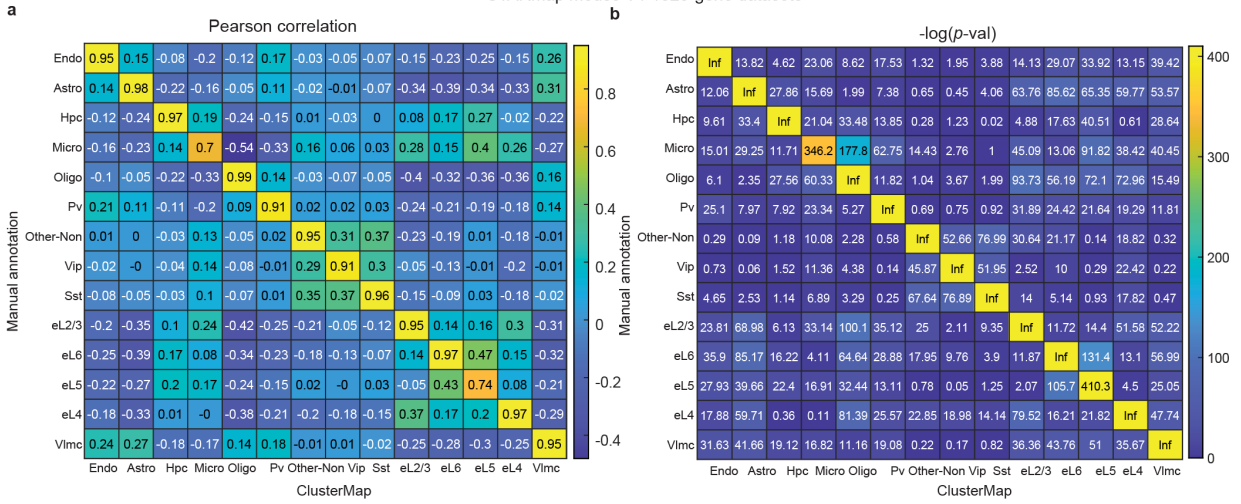 a
b
Pearson correlation
-log(p-val)
Endo 0.95 0.15 -0.08 -0.2 -0.12 0.17 -0.03 -0.05 -0.07 -0.15 -0.23 -0.25 -0.15 0.26
Astro 0.14 0.98 -0.22 -0.16 -0.05 0.11 -0.02 -0.01 -0.07 -0.34 -0.39 -0.34 -0.33 0.31
Hpc -0.12 -0.24 0.97 0.19 -0.24 -0.15 0.01 -0.03 0 0.08 0.17 0.27 -0.02 -0.22
Micro -0.16 -0.23 0.14 0.7 -0.54 -0.33 0.16 0.06 0.03 0.28 0.15 0.4 0.26 -0.27
Oligo -0.1 -0.05 -0.22 -0.33 0.99 0.14 -0.03 -0.07 -0.05 -0.4 -0.32 -0.36 -0.36 0.16
Pv 0.21 0.11 -0.11 -0.2 0.09 0.91 0.02 0.02 0.03 -0.24 -0.21 -0.19 -0.18 0.14
Other-Non 0.01 0 -0.03 0.13 -0.05 0.02 0.95 0.31 0.37 -0.23 -0.19 0.01 -0.18 -0.01
Vip -0.02 -0 -0.04 0.14 -0.08 -0.01 0.29 0.91 0.3 -0.05 -0.13 -0.01 -0.2 -0.01
Sst -0.08 -0.05 -0.03 0.1 -0.07 0.01 0.35 0.37 0.96 -0.15 -0.09 0.03 -0.18 -0.02
eL2/3 -0.2 -0.35 0.1 0.24 -0.42 -0.25 -0.21 -0.05 -0.12 0.95 0.14 0.16 0.3 -0.31
eL6 -0.25 -0.39 0.17 0.08 -0.34 -0.23 -0.18 -0.13 -0.07 0.14 0.97 0.47 0.15 -0.32
eL5 -0.22 -0.27 0.2 0.17 -0.24 -0.15 0.02 -0 0.03 -0.05 0.43 0.74 0.08 -0.21
eL4 -0.18 -0.33 0.01 -0 -0.38 -0.21 -0.2 -0.18 -0.15 0.37 0.17 0.2 0.97 -0.29
Vlmc 0.24 0.27 -0.18 -0.17 0.14 0.18 -0.01 0.01 -0.02 -0.25 -0.28 -0.3 -0.25 0.95
Endo Astro Hpc Micro Oligo Pv Other-Non Vip Sst eL2/3 eL6 eL5 eL4 Vlmc
ClusterMap
Manual annotation
0.8
0.6
0.4
0.2
0
-0.2
-0.4
Endo Inf 13.82 4.62 23.06 8.62 17.53 1.32 1.95 3.88 14.13 29.07 33.92 13.15 39.42
Astro 12.06 Inf 27.86 15.69 1.99 7.38 0.65 0.45 4.06 63.76 85.62 65.35 59.77 53.57
Hpc 9.61 33.4 Inf 21.04 33.48 13.85 0.28 1.23 0.02 4.88 17.63 40.51 0.61 28.64
Micro 15.01 29.25 11.71 346.2 177.8 62.75 14.43 2.76 1 45.09 13.06 91.82 38.42 40.45
Oligo 6.1 2.35 27.56 60.33 Inf 11.82 1.04 3.67 1.99 93.73 56.19 72.1 72.96 15.49
Pv 25.1 7.97 7.92 23.34 5.27 Inf 0.69 0.75 0.92 31.89 24.42 21.64 19.29 11.81
Other-Non 0.29 0.09 1.18 10.08 2.28 0.58 Inf 52.66 76.99 30.64 21.17 0.14 18.82 0.32
Vip 0.73 0.06 1.52 11.36 4.38 0.14 45.87 Inf 51.95 2.52 10 0.29 22.42 0.22
Sst 4.65 2.53 1.14 6.89 3.29 0.25 67.64 76.89 Inf 14 5.14 0.93 17.82 0.47
eL2/3 23.81 68.98 6.13 33.14 100.1 35.12 25 2.11 9.35 Inf 11.72 14.4 51.58 52.22
eL6 35.9 85.17 16.22 4.11 64.64 28.88 17.95 9.76 3.9 11.87 Inf 131.4 13.1 56.99
eL5 27.93 39.66 22.4 16.91 32.44 13.11 0.78 0.05 1.25 2.07 105.7 410.3 4.5 25.05
eL4 17.88 59.71 0.36 0.11 81.39 25.57 22.85 18.98 14.14 79.52 16.21 21.82 Inf 47.74
Vlmc 31.63 41.66 19.12 16.82 11.16 19.08 0.22 0.17 0.82 36.36 43.76 51 35.67 Inf
Endo Astro Hpc Micro Oligo Pv Other-Non Vip Sst eL2/3 eL6 eL5 eL4 Vlmc
ClusterMap
Manual annotation
400
300
200
100
0